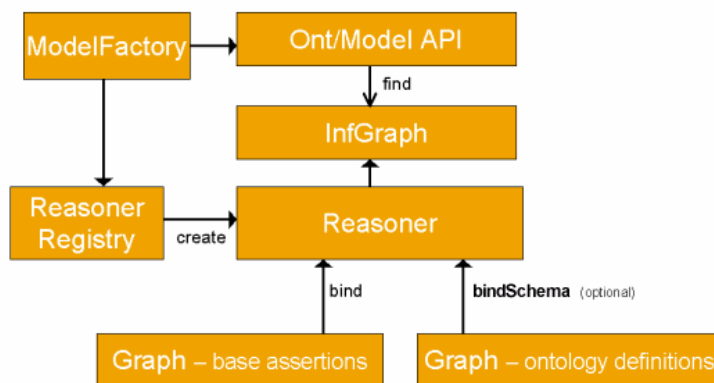 ModelFactory
Ont/Model API
find
InfGraph
Reasoner
Registry
create
Reasoner
bind
bindSchema (optional)
Graph – base assertions
Graph – ontology definitions